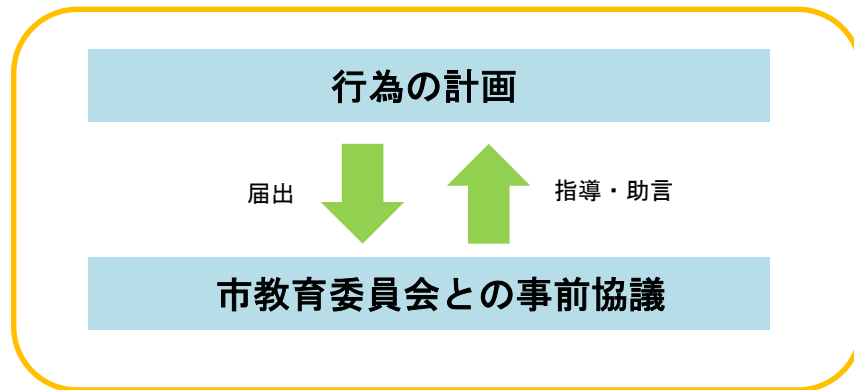 行為の計画
届出
指導・助言
市教育委員会との事前協議